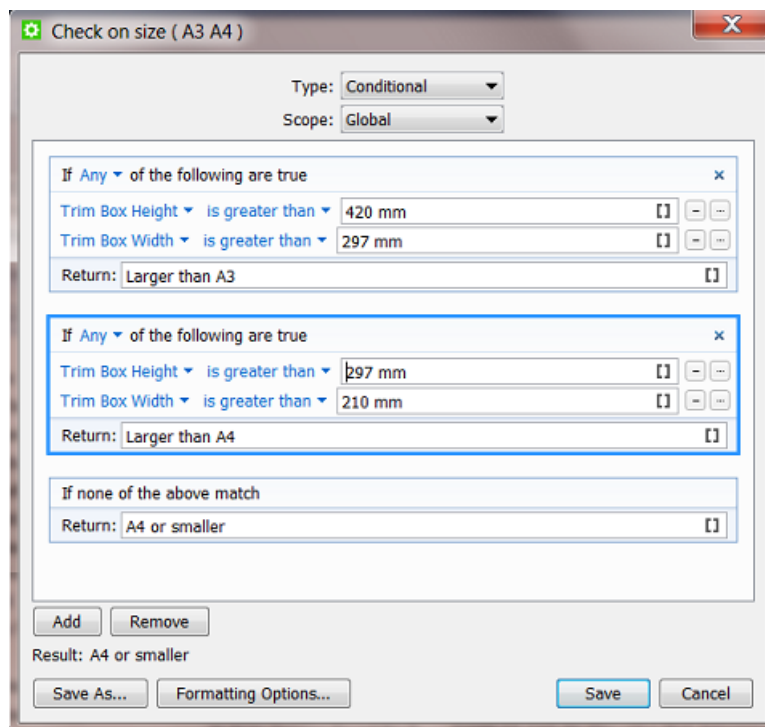 Check on size ( A3 A4 )
Type: Conditional
Scope: Global
If Any of the following are true
Trim Box Height is greater than 420 mm
Trim Box Width is greater than 297 mm
Return: Larger than A3
If Any of the following are true
Trim Box Height is greater than 297 mm
Trim Box Width is greater than 210 mm
Return: Larger than A4
If none of the above match
Return: A4 or smaller
Add Remove
Result: A4 or smaller
Save As... Formatting Options... Save Cancel